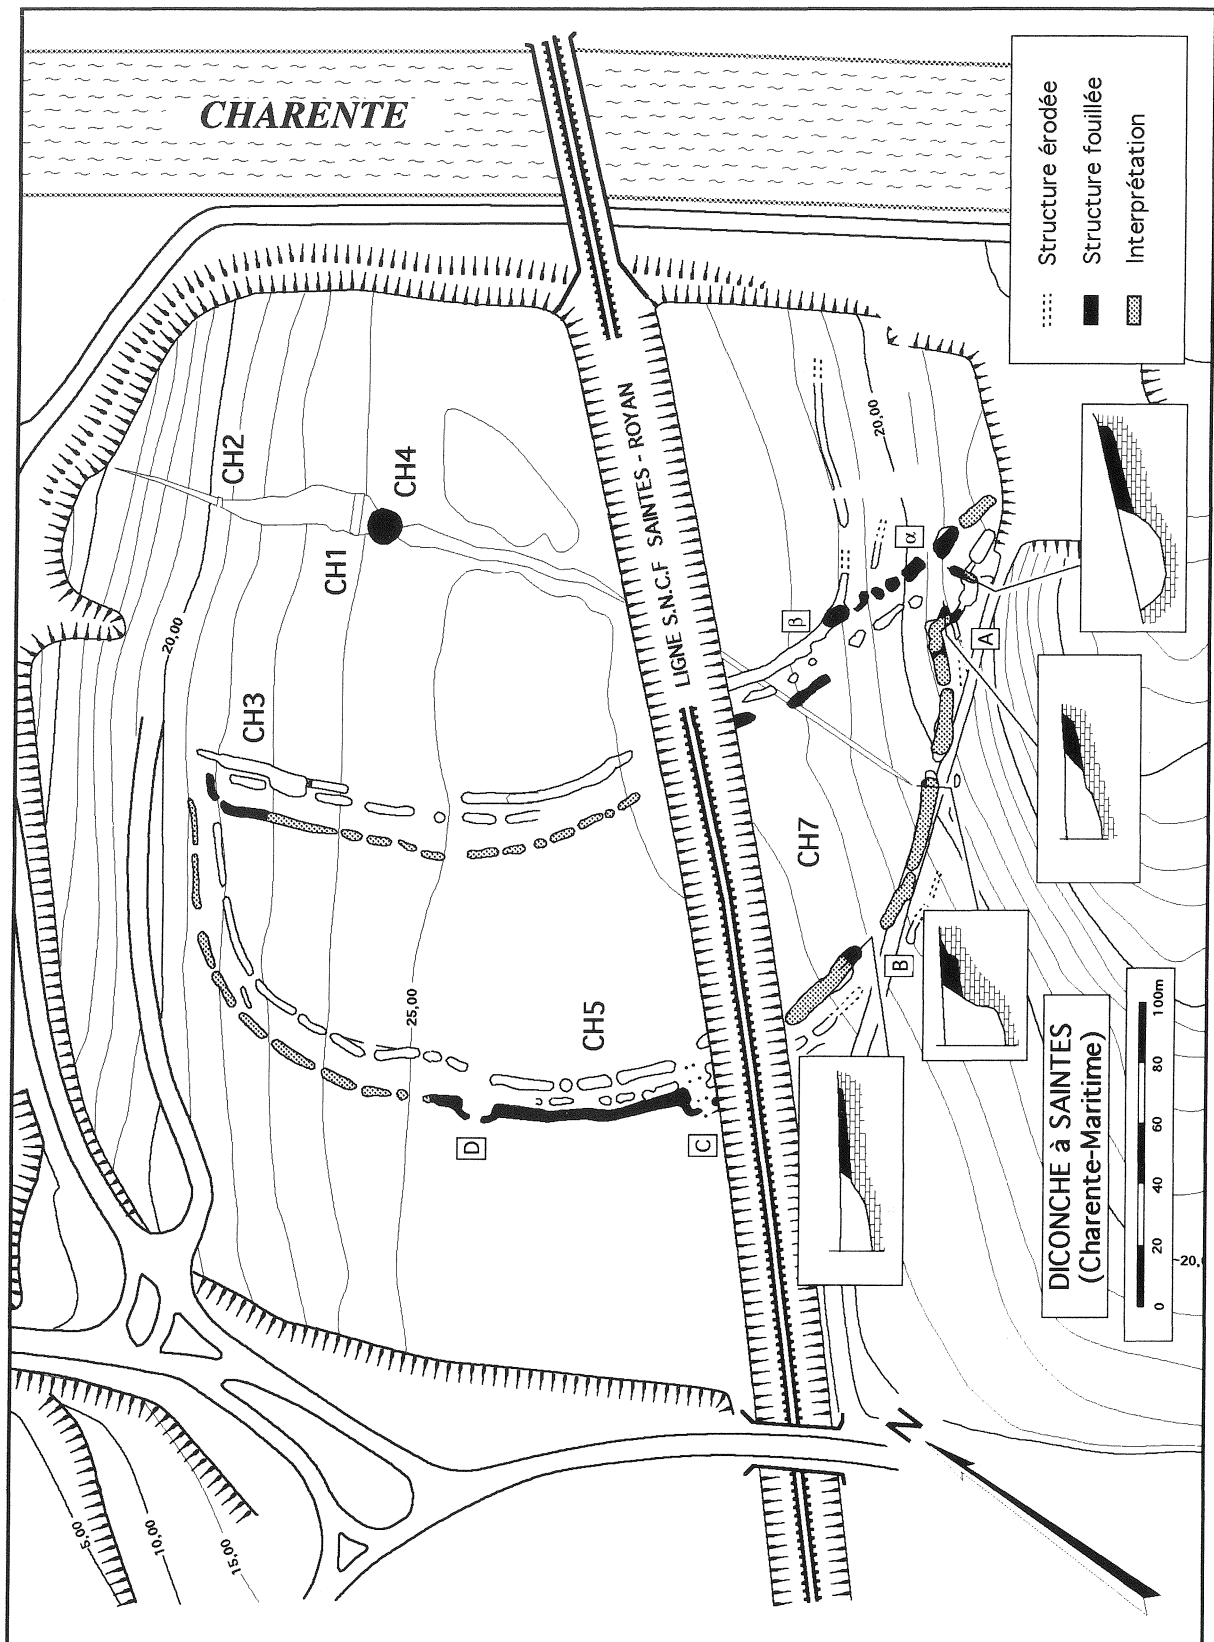 CHARENTE
Structure érodée
Structure fouillée
Interprétation
LIGNE S.N.C.F SAINTES - ROYAN
CH2
CH4
CH1
CH3
CH5
CH7
20,00
20,00
25,00
α
β
A
B
C
D
DICONCHE à SAINTES
(Charente-Maritime)
0 20 40 60 80 100m
N
5,00
10,00
15,00